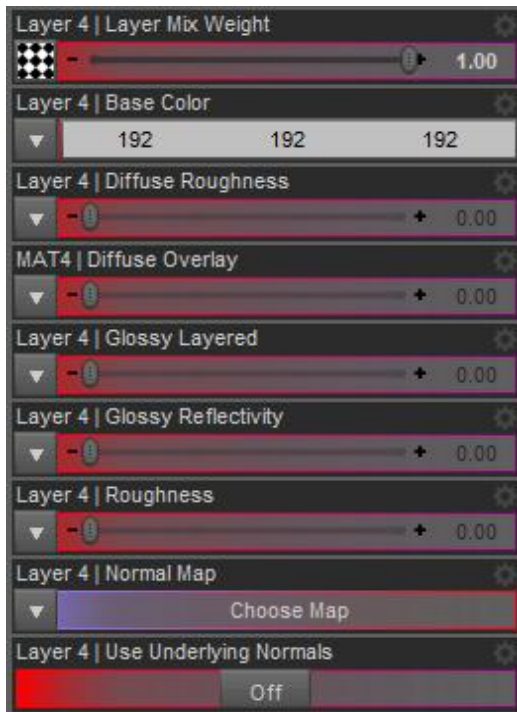 Layer 4 | Layer Mix Weight
- + 1.00
Layer 4 | Base Color
192 192 192
Layer 4 | Diffuse Roughness
- + 0.00
MAT4 | Diffuse Overlay
- + 0.00
Layer 4 | Glossy Layered
- + 0.00
Layer 4 | Glossy Reflectivity
- + 0.00
Layer 4 | Roughness
- + 0.00
Layer 4 | Normal Map
Choose Map
Layer 4 | Use Underlying Normals
Off